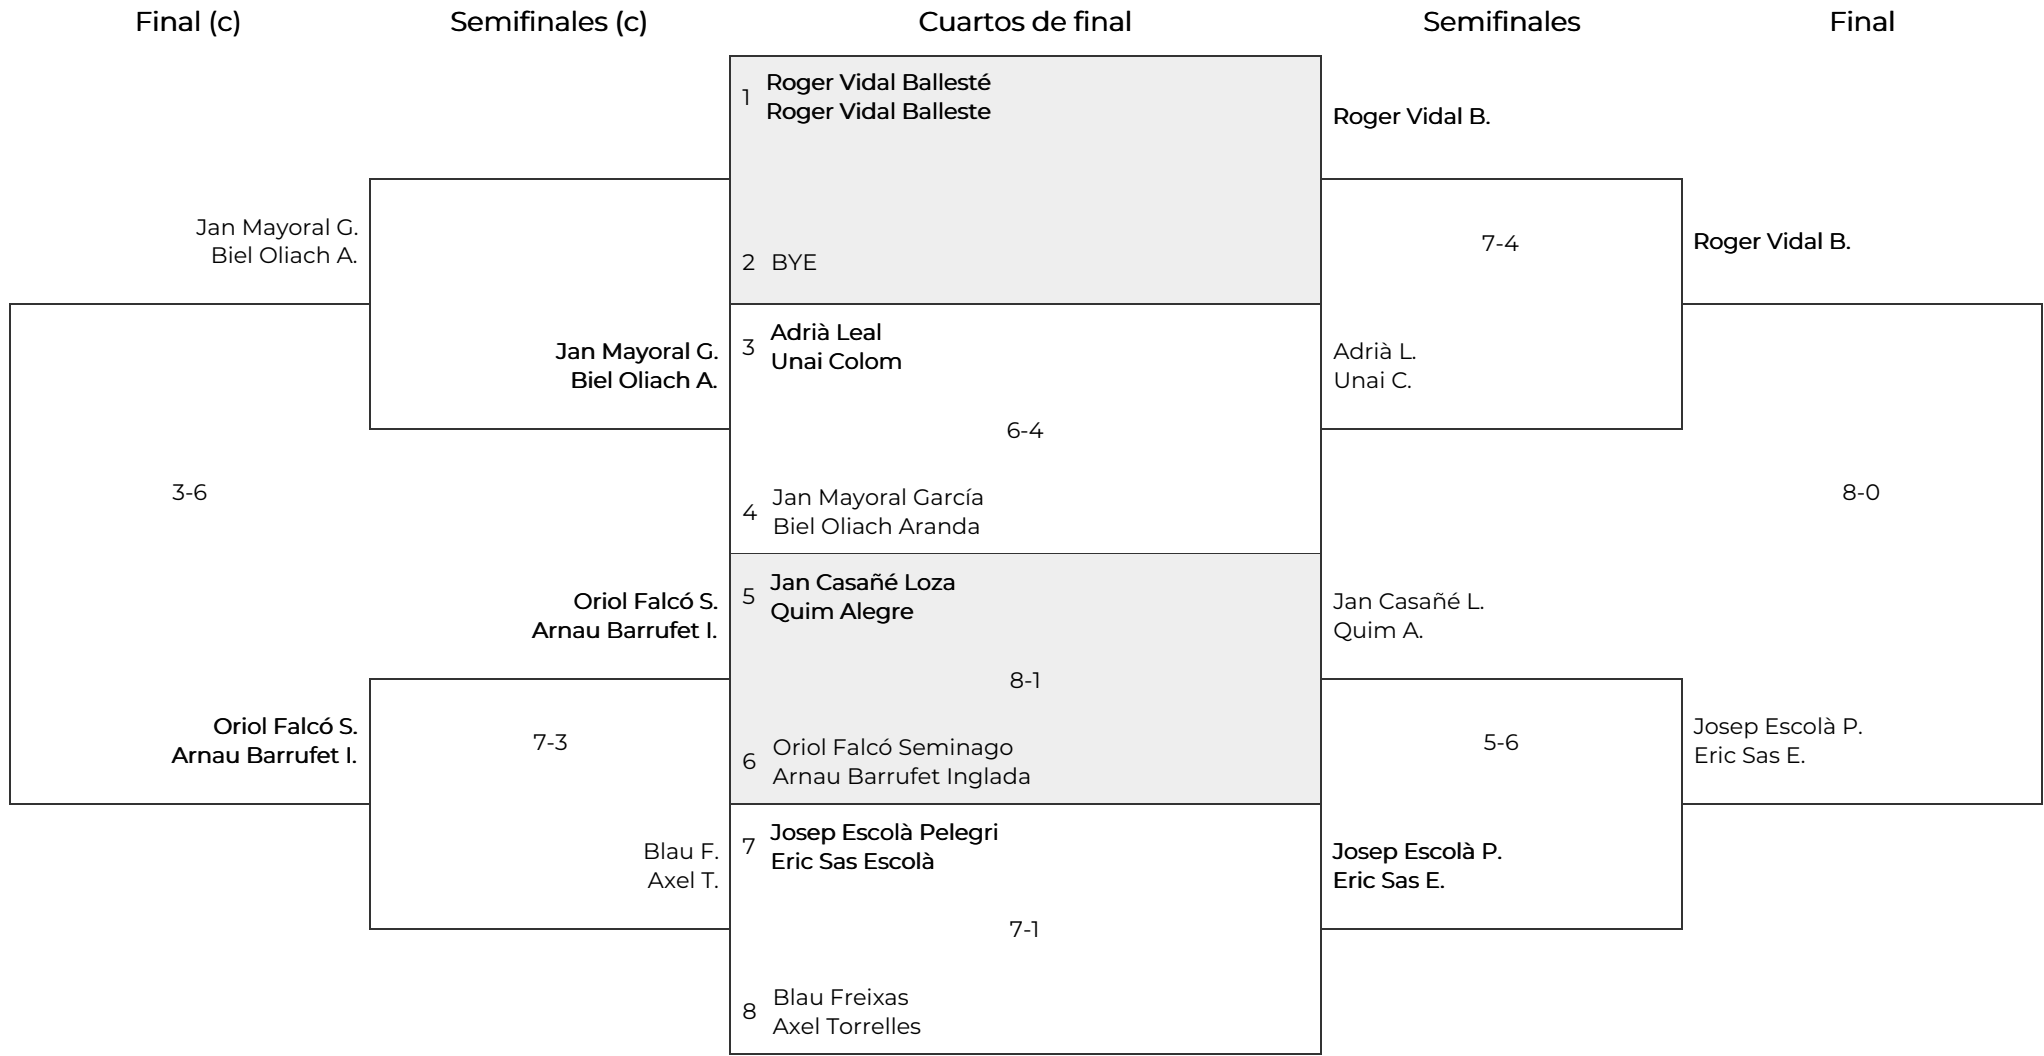 Final (c)
Semifinales (c)
Cuartos de final
Semifinales
Final
Jan Mayoral G.
Biel Oliach A.
3-6
Oriol Falcó S.
Arnau Barrufet I.
Jan Mayoral G.
Biel Oliach A.
Oriol Falcó S.
Arnau Barrufet I.
7-3
Blau F.
Axel T.
1 Roger Vidal Ballesté
Roger Vidal Balleste
2 BYE
3 Adrià Leal
Unai Colom
6-4
4 Jan Mayoral García
Biel Oliach Aranda
5 Jan Casañé Loza
Quim Alegre
8-1
6 Oriol Falcó Seminago
Arnau Barrufet Inglada
7 Josep Escolà Pelegri
Eric Sas Escolà
7-1
8 Blau Freixas
Axel Torrelles
Roger Vidal B.
7-4
Adrià L.
Unai C.
Jan Casañé L.
Quim A.
5-6
Josep Escolà P.
Eric Sas E.
Roger Vidal B.
8-0
Josep Escolà P.
Eric Sas E.